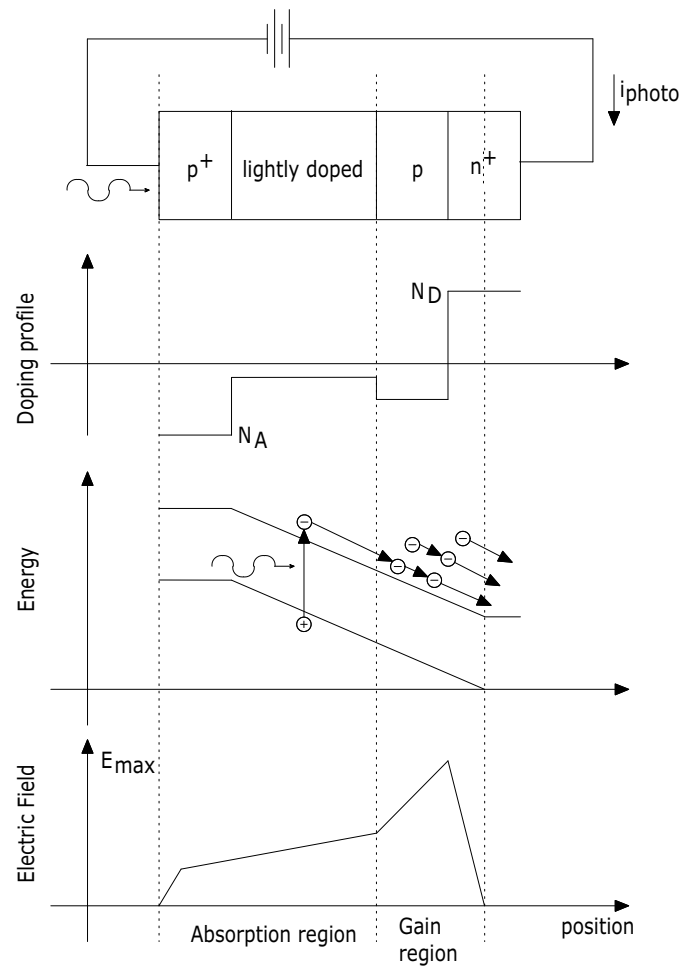 iphoto
p+
lightly doped
p
n+
Doping profile
ND
NA
Energy
−
−
−
−
−
−
+
Electric Field
Emax
Absorption region
Gain
region
position